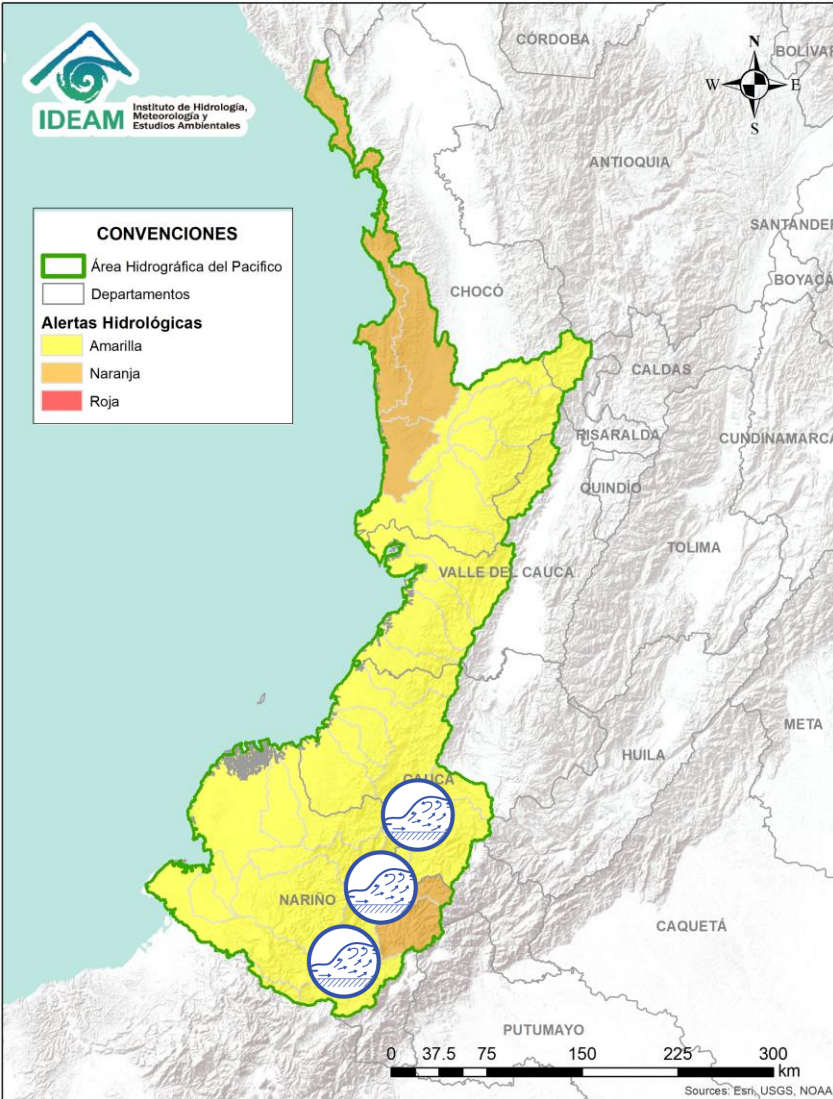 IDEAM
Instituto de Hidrología,
Meteorología y
Estudios Ambientales
N
W
E
S
CÓRDOBA
BOLÍVAR
ANTIOQUIA
SANTANDER
BOYACÁ
CHOCÓ
CALDAS
RISARALDA
CUNDINAMARCA
QUINDÍO
TOLIMA
VALLE DEL CAUCA
META
HUILA
CAUCA
NARIÑO
CAQUETÁ
PUTUMAYO
CONVENCIONES
Área Hidrográfica del Pacifico
Departamentos
Alertas Hidrológicas
Amarilla
Naranja
Roja
0 37.5 75 150 225 300
km
Sources: Esri, USGS, NOAA